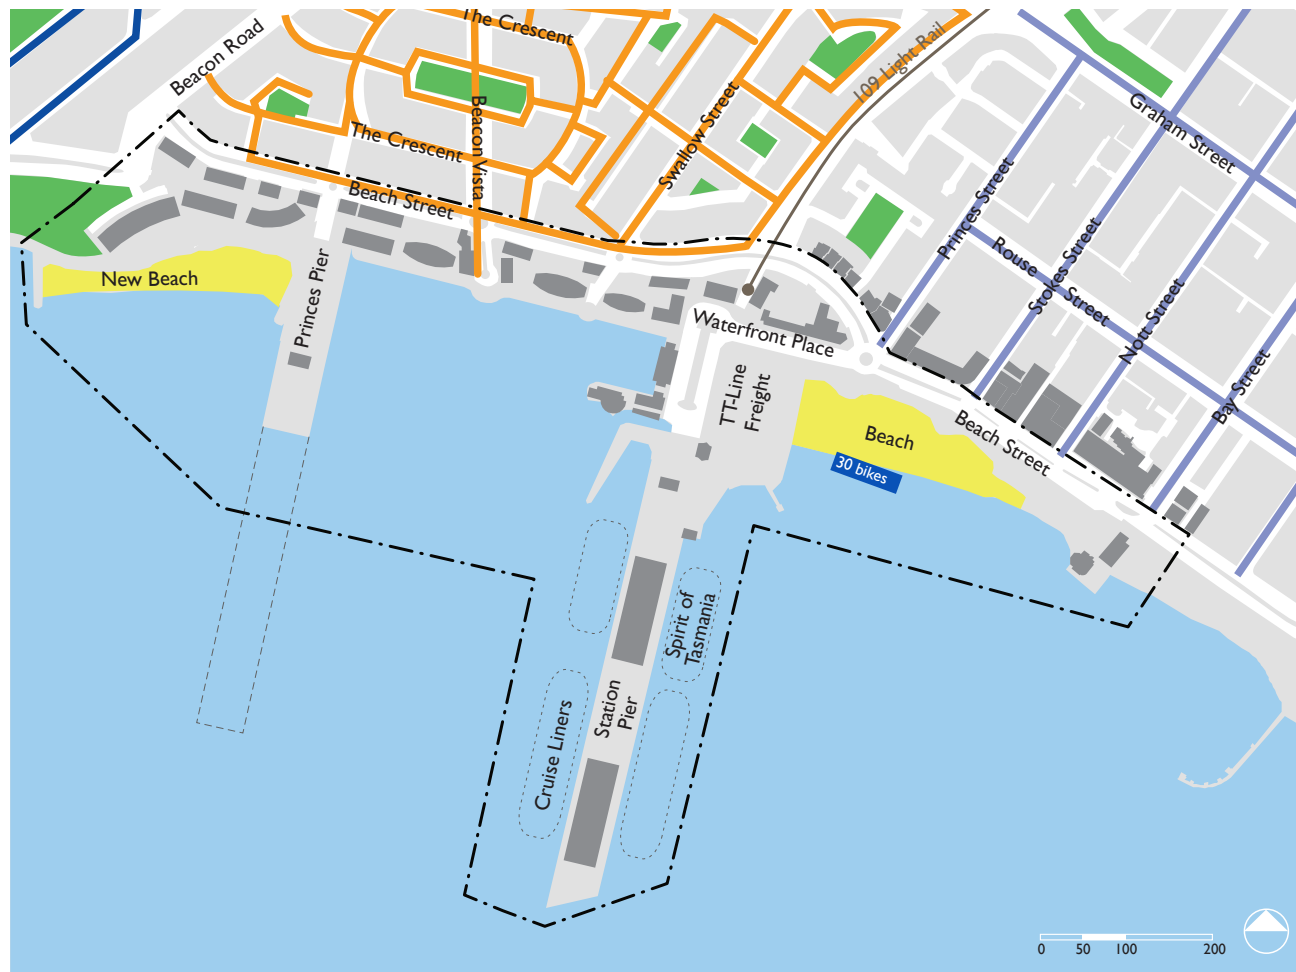 The Crescent
Beacon Road
109 Light Rail
Graham Street
Beacon Vista
Swallow Street
The Crescent
Beach Street
Princes Street
Rouse Street
Stokes Street
Nott Street
Bay Street
New Beach
Princes Pier
Waterfront Place
TT-Line
Freight
Beach
Beach Street
30 bikes
Spirit of
Tasmania
Station
Pier
Cruise Liners
0 50 100 200